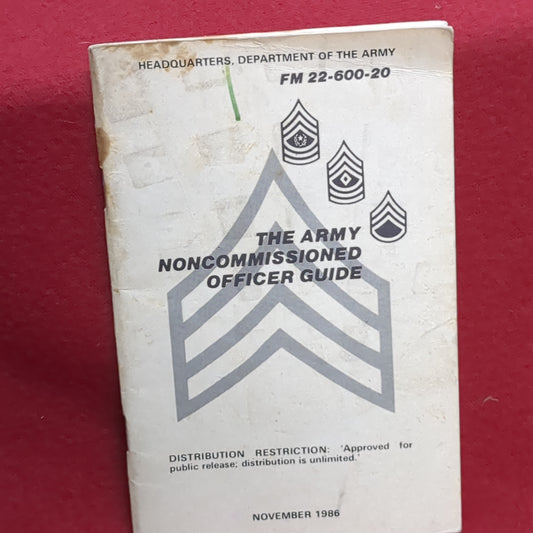 HEADQUARTERS, DEPARTMENT OF THE ARMY
FM 22-600-20
THE ARMY
NONCOMMISSIONED
OFFICER GUIDE
DISTRIBUTION RESTRICTION: 'Approved for
public release; distribution is unlimited.'
NOVEMBER 1986